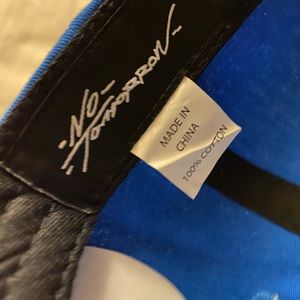 -No-
Tomorrow
MADE IN
CHINA
100% COTTON